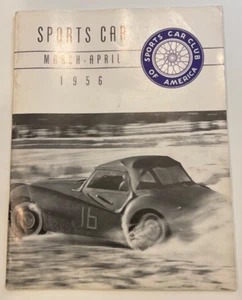 SPORTS CAR
MARCH-APRIL
1956
SPORTS CAR CLUB
OF AMERICA
16